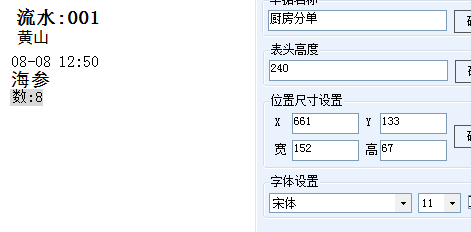 流水:001
黄山
08-08 12:50
海参
数:8
厨房分单
表头高度
240
位置尺寸设置
X 661 Y 133
宽 152 高 67
字体设置
宋体 11